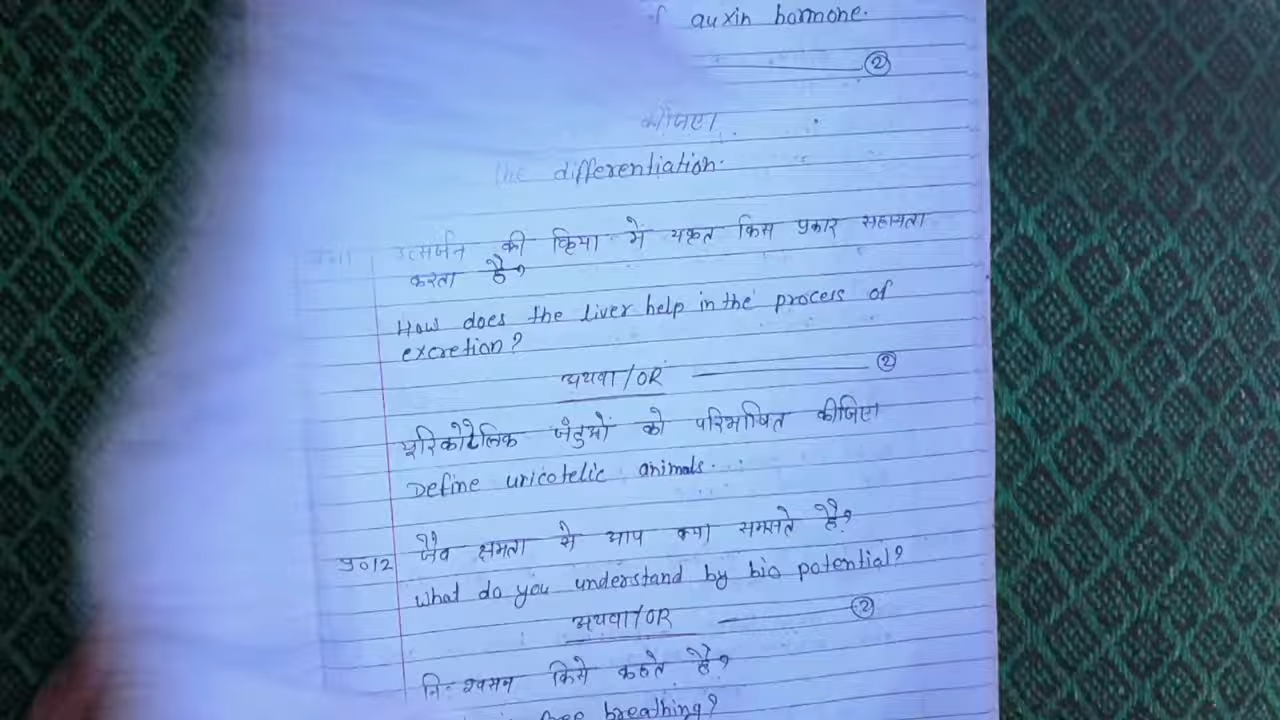 auxin hormone.
②
कीजिए।
the differentiation.
उत्सर्जन की क्रिया मे यकृत किस प्रकार सहायता
करता है?
How does the liver help in the process of
excretion?
अथवा/OR ②
यूरिकोटेलिक जंतुओं को परिभाषित कीजिए।
Define uricotelic animals.
प्र०12 जैव क्षमता से आप क्या समझते है?
What do you understand by bio potential?
अथवा/OR ②
नि-श्वसन किसे कहते है?
breathing?